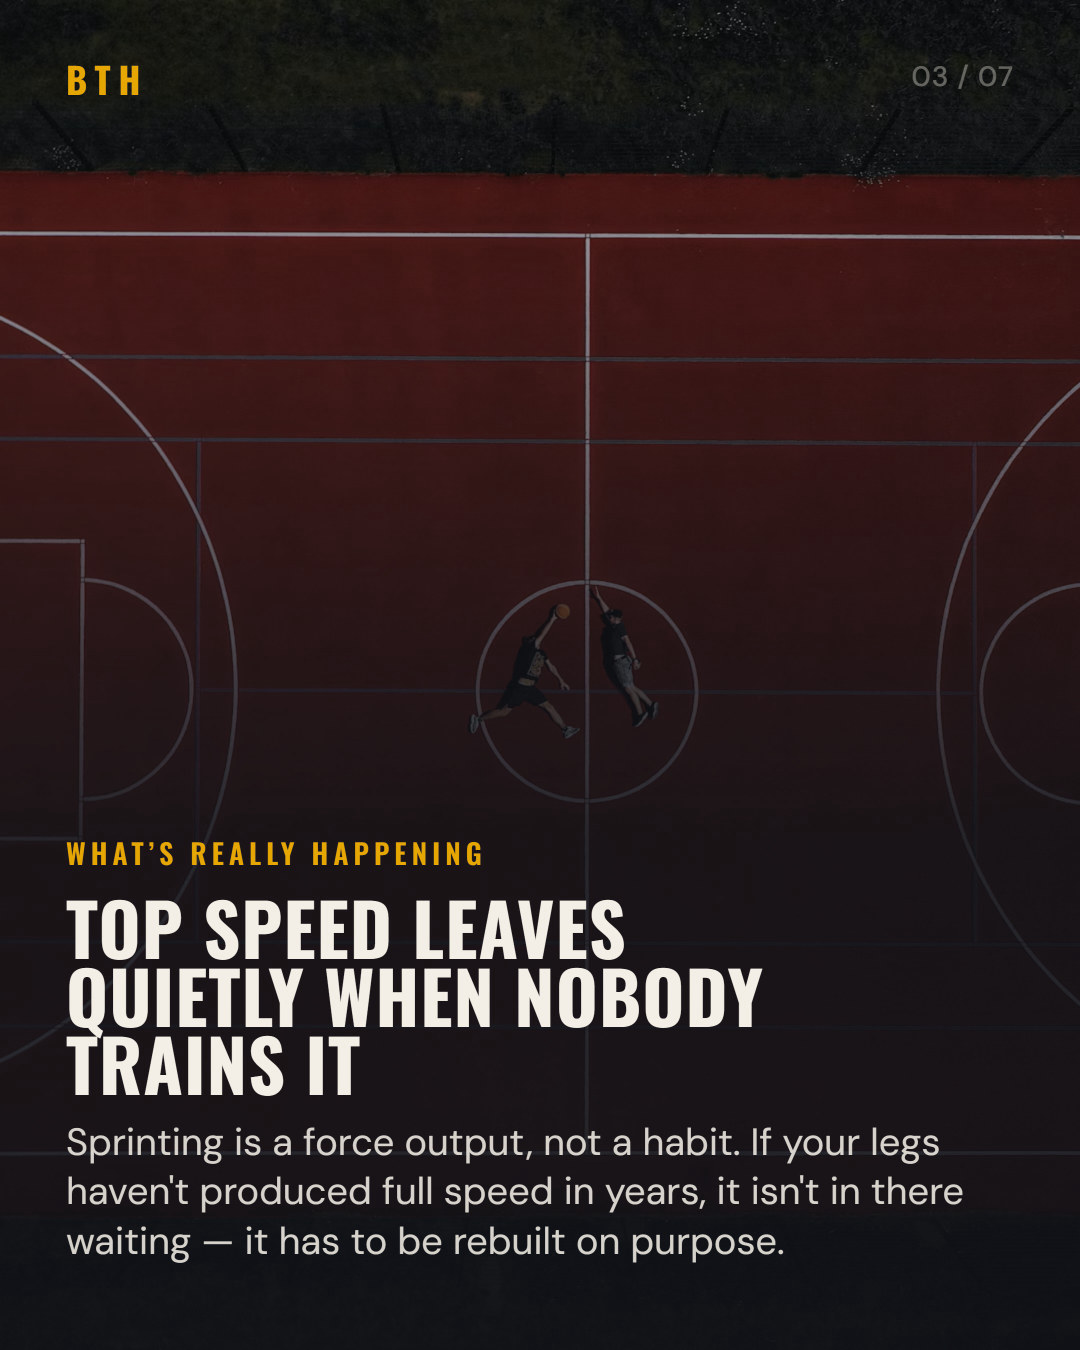 BTH
03 / 07
WHAT’S REALLY HAPPENING
TOP SPEED LEAVES
QUIETLY WHEN NOBODY
TRAINS IT
Sprinting is a force output, not a habit. If your legs
haven't produced full speed in years, it isn't in there
waiting — it has to be rebuilt on purpose.